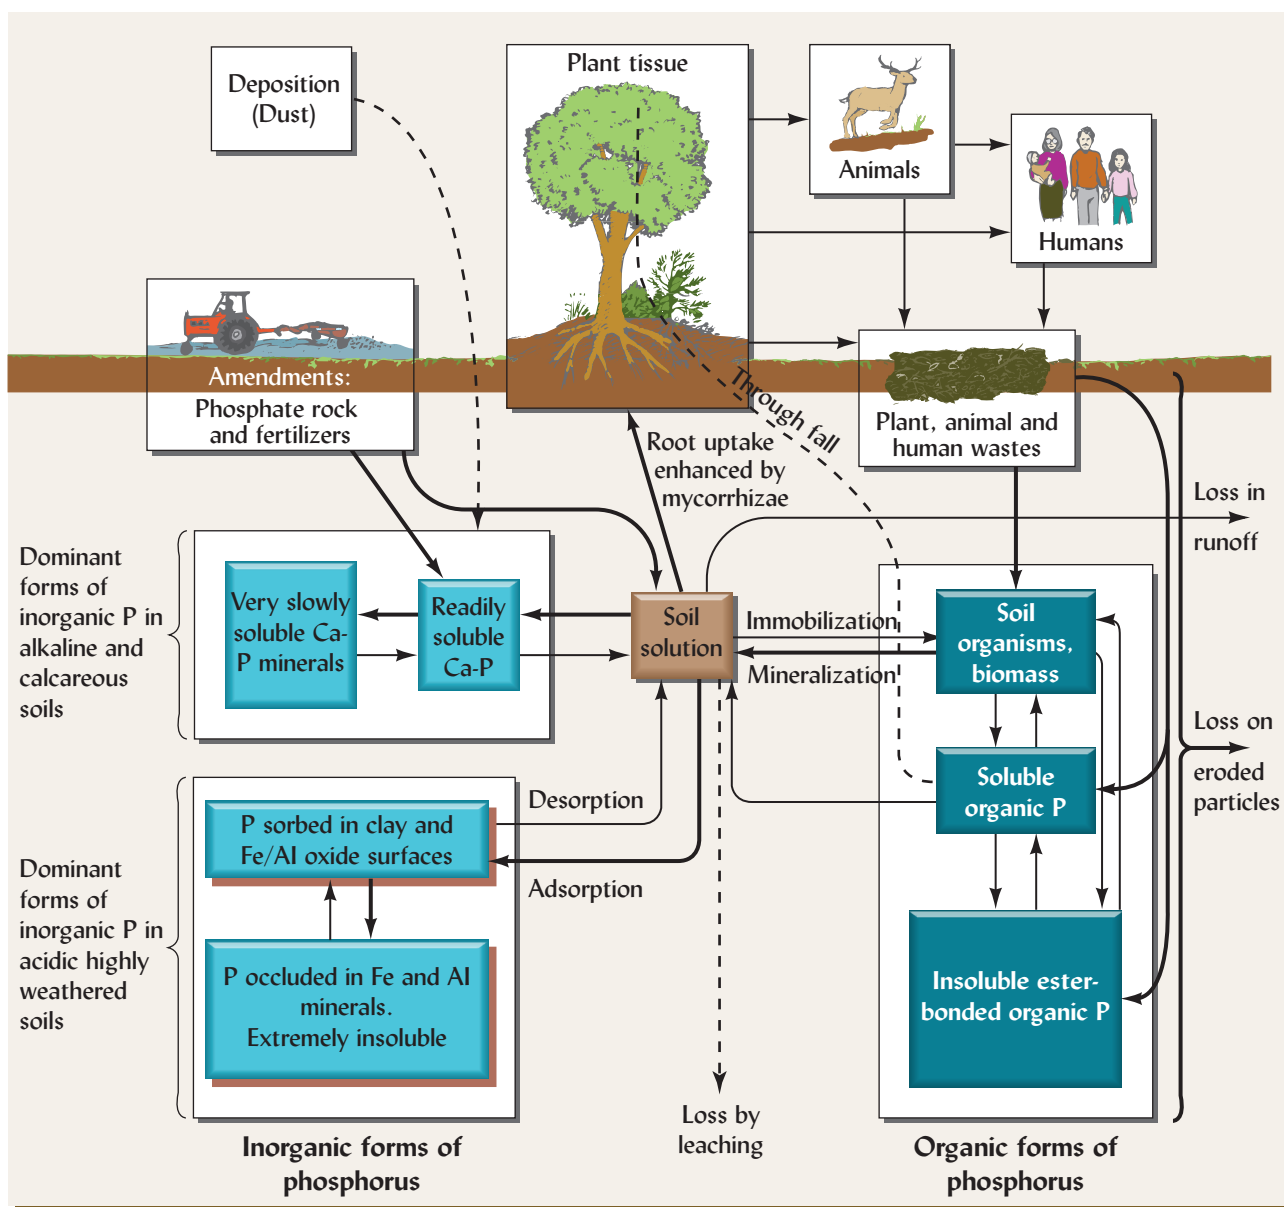 Deposition
(Dust)
Plant tissue
Animals
Humans
Amendments:
Phosphate rock
and fertilizers
Through fall
Plant, animal and
human wastes
Root uptake
enhanced by
mycorrhizae
Loss in
runoff
Dominant
forms of
inorganic P in
alkaline and
calcareous
soils
Very slowly
soluble Ca-
P minerals
Readily
soluble
Ca-P
Soil
solution
Immobilization
Mineralization
Soil
organisms,
biomass
Loss on
eroded
particles
Soluble
organic P
Desorption
P sorbed in clay and
Fe/Al oxide surfaces
Adsorption
Dominant
forms of
inorganic P in
acidic highly
weathered
soils
P occluded in Fe and Al
minerals.
Extremely insoluble
Insoluble ester-
bonded organic P
Loss by
leaching
Inorganic forms of
phosphorus
Organic forms of
phosphorus